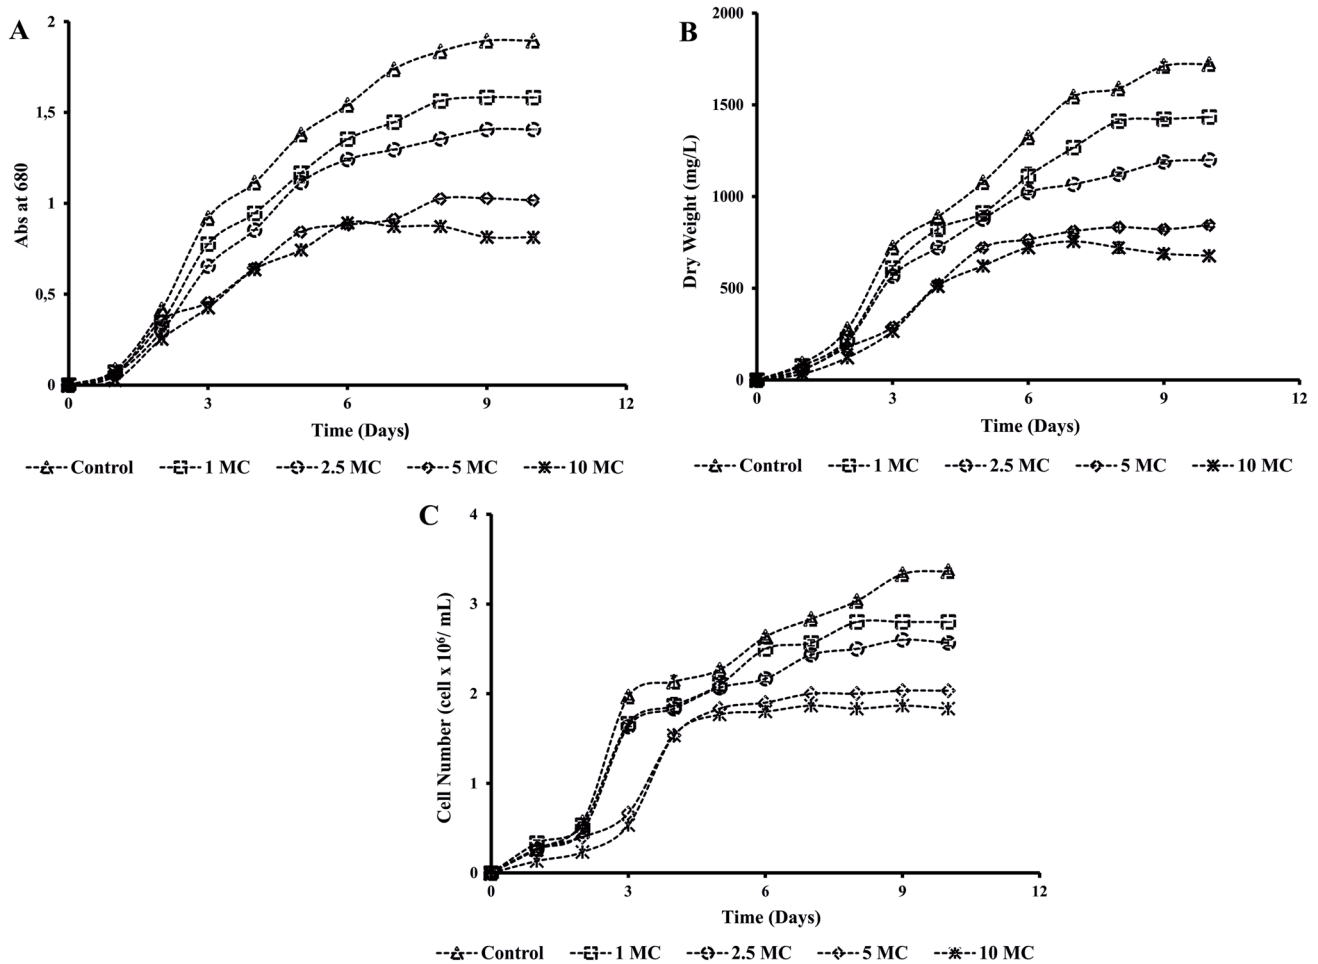 A
2
1,5
1
0,5
0
Abs at 680
0 3 6 9 12
Time (Days)
Control 1 MC 2.5 MC 5 MC 10 MC
B
2000
1500
1000
500
0
Dry Weight (mg/L)
0 3 6 9 12
Time (Days)
Control 1 MC 2.5 MC 5 MC 10 MC
C
4
3
2
1
0
Cell Number (cell x 10⁶/ mL)
0 3 6 9 12
Time (Days)
Control 1 MC 2.5 MC 5 MC 10 MC